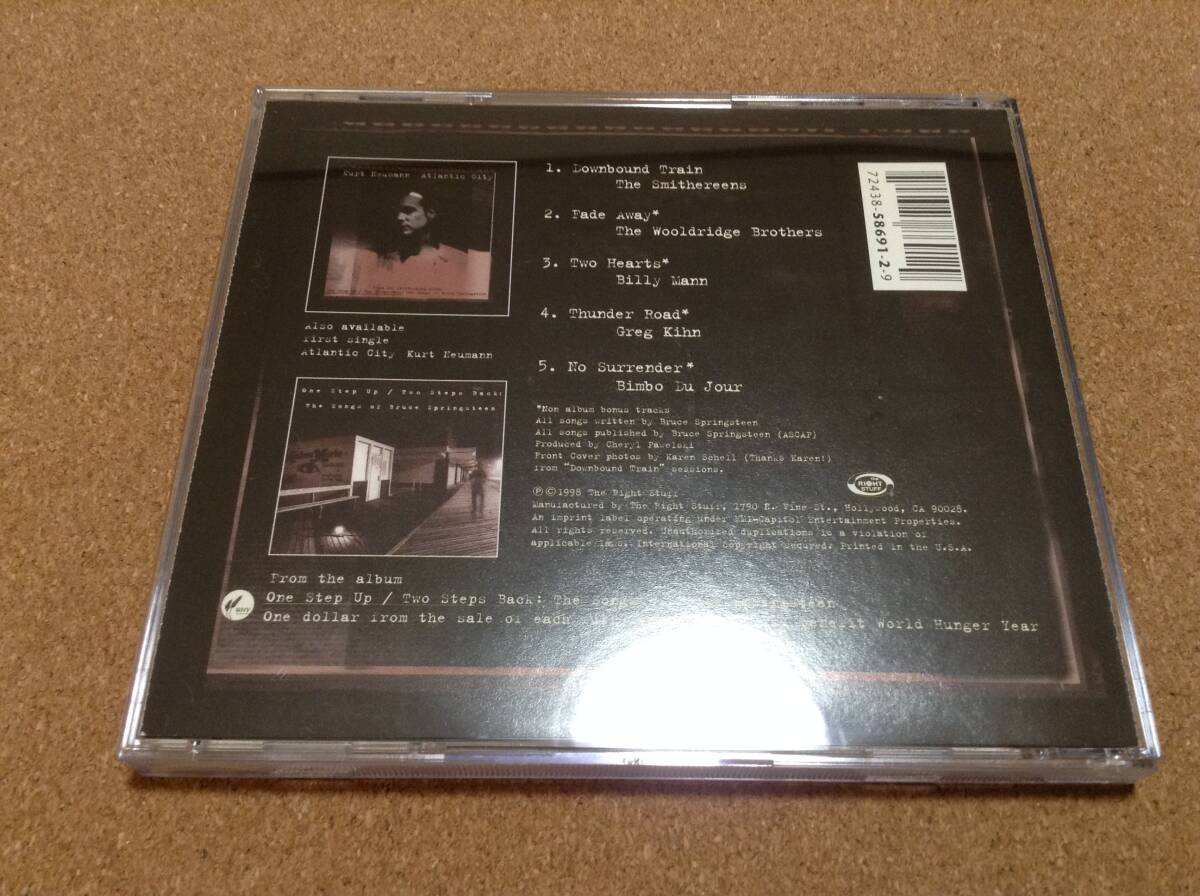 Kurt Neumann Atlantic City
Also available
first single
Atlantic City Kurt Neumann
One Step Up / Two Steps Back:
The Songs of Bruce Springsteen
1. Downbound Train
The Smithereens
2. Fade Away*
The Wooldridge Brothers
3. Two Hearts*
Billy Mann
4. Thunder Road*
Greg Kihn
5. No Surrender*
Bimbo Du Jour
*Non album bonus tracks
All songs written by Bruce Springsteen
All songs published by Bruce Springsteen (ASCAP)
Produced by Cheryl Pawelski
Front Cover photos by Karen Schell (Thanks Karen!)
from "Downbound Train" sessions.
℗©1998 The Right Stuff
Manufactured by The Right Stuff, 1790 N. Vine St., Hollywood, CA 90028.
An imprint label operating under EMI-Capitol Entertainment Properties.
All rights reserved. Unauthorized duplication is a violation of
applicable laws. International copyright secured. Printed in the U.S.A.
THE RIGHT STUFF
72438-58691-2-9
From the album
One Step Up / Two Steps Back: The
WHY
One dollar from the sale of each World Hunger Year